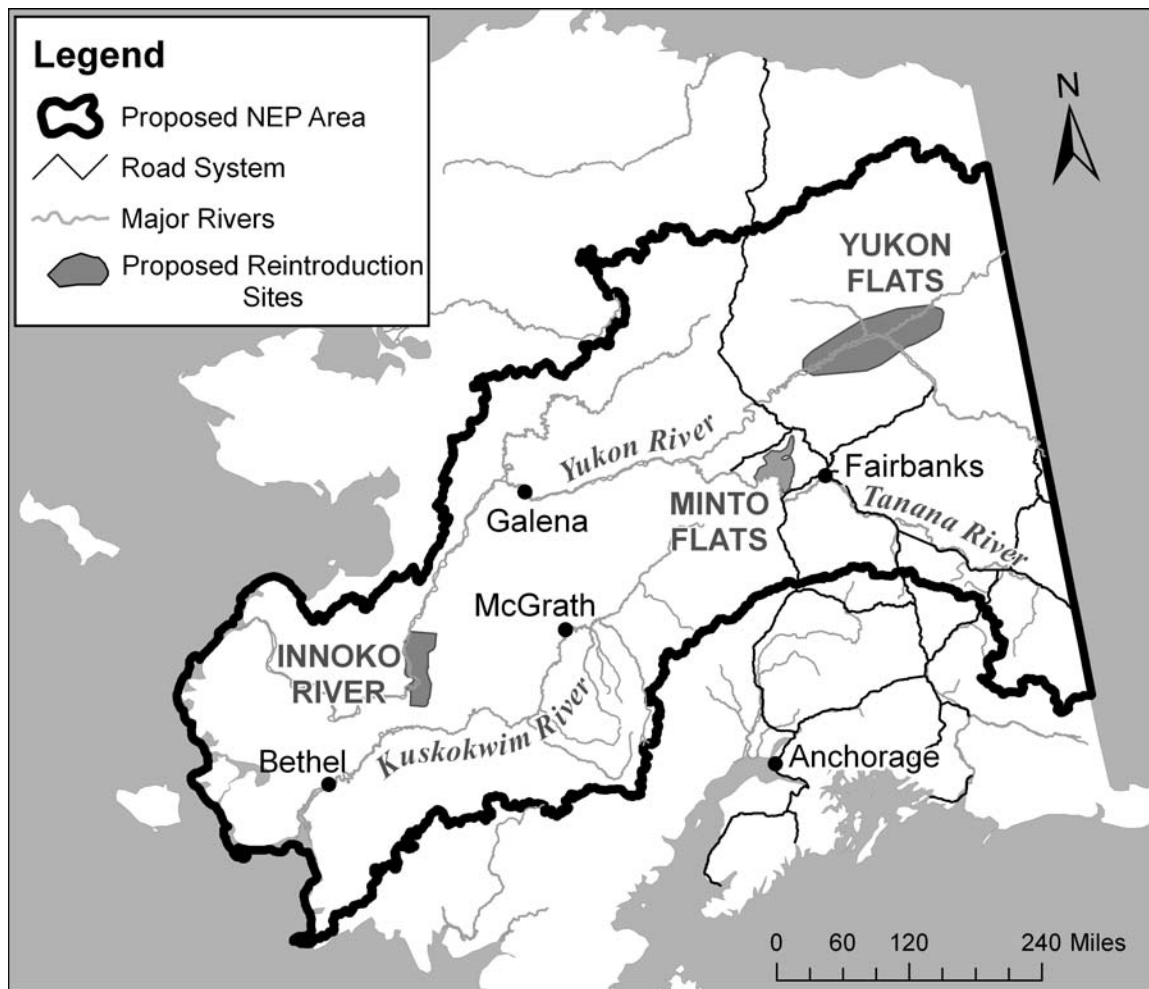 Legend
Proposed NEP Area
Road System
Major Rivers
Proposed Reintroduction
Sites
N
YUKON
FLATS
Yukon River
Fairbanks
Galena
MINTO
FLATS
Tanana River
McGrath
INNOKO
RIVER
Kuskokwim River
Bethel
Anchorage
0 60 120 240 Miles